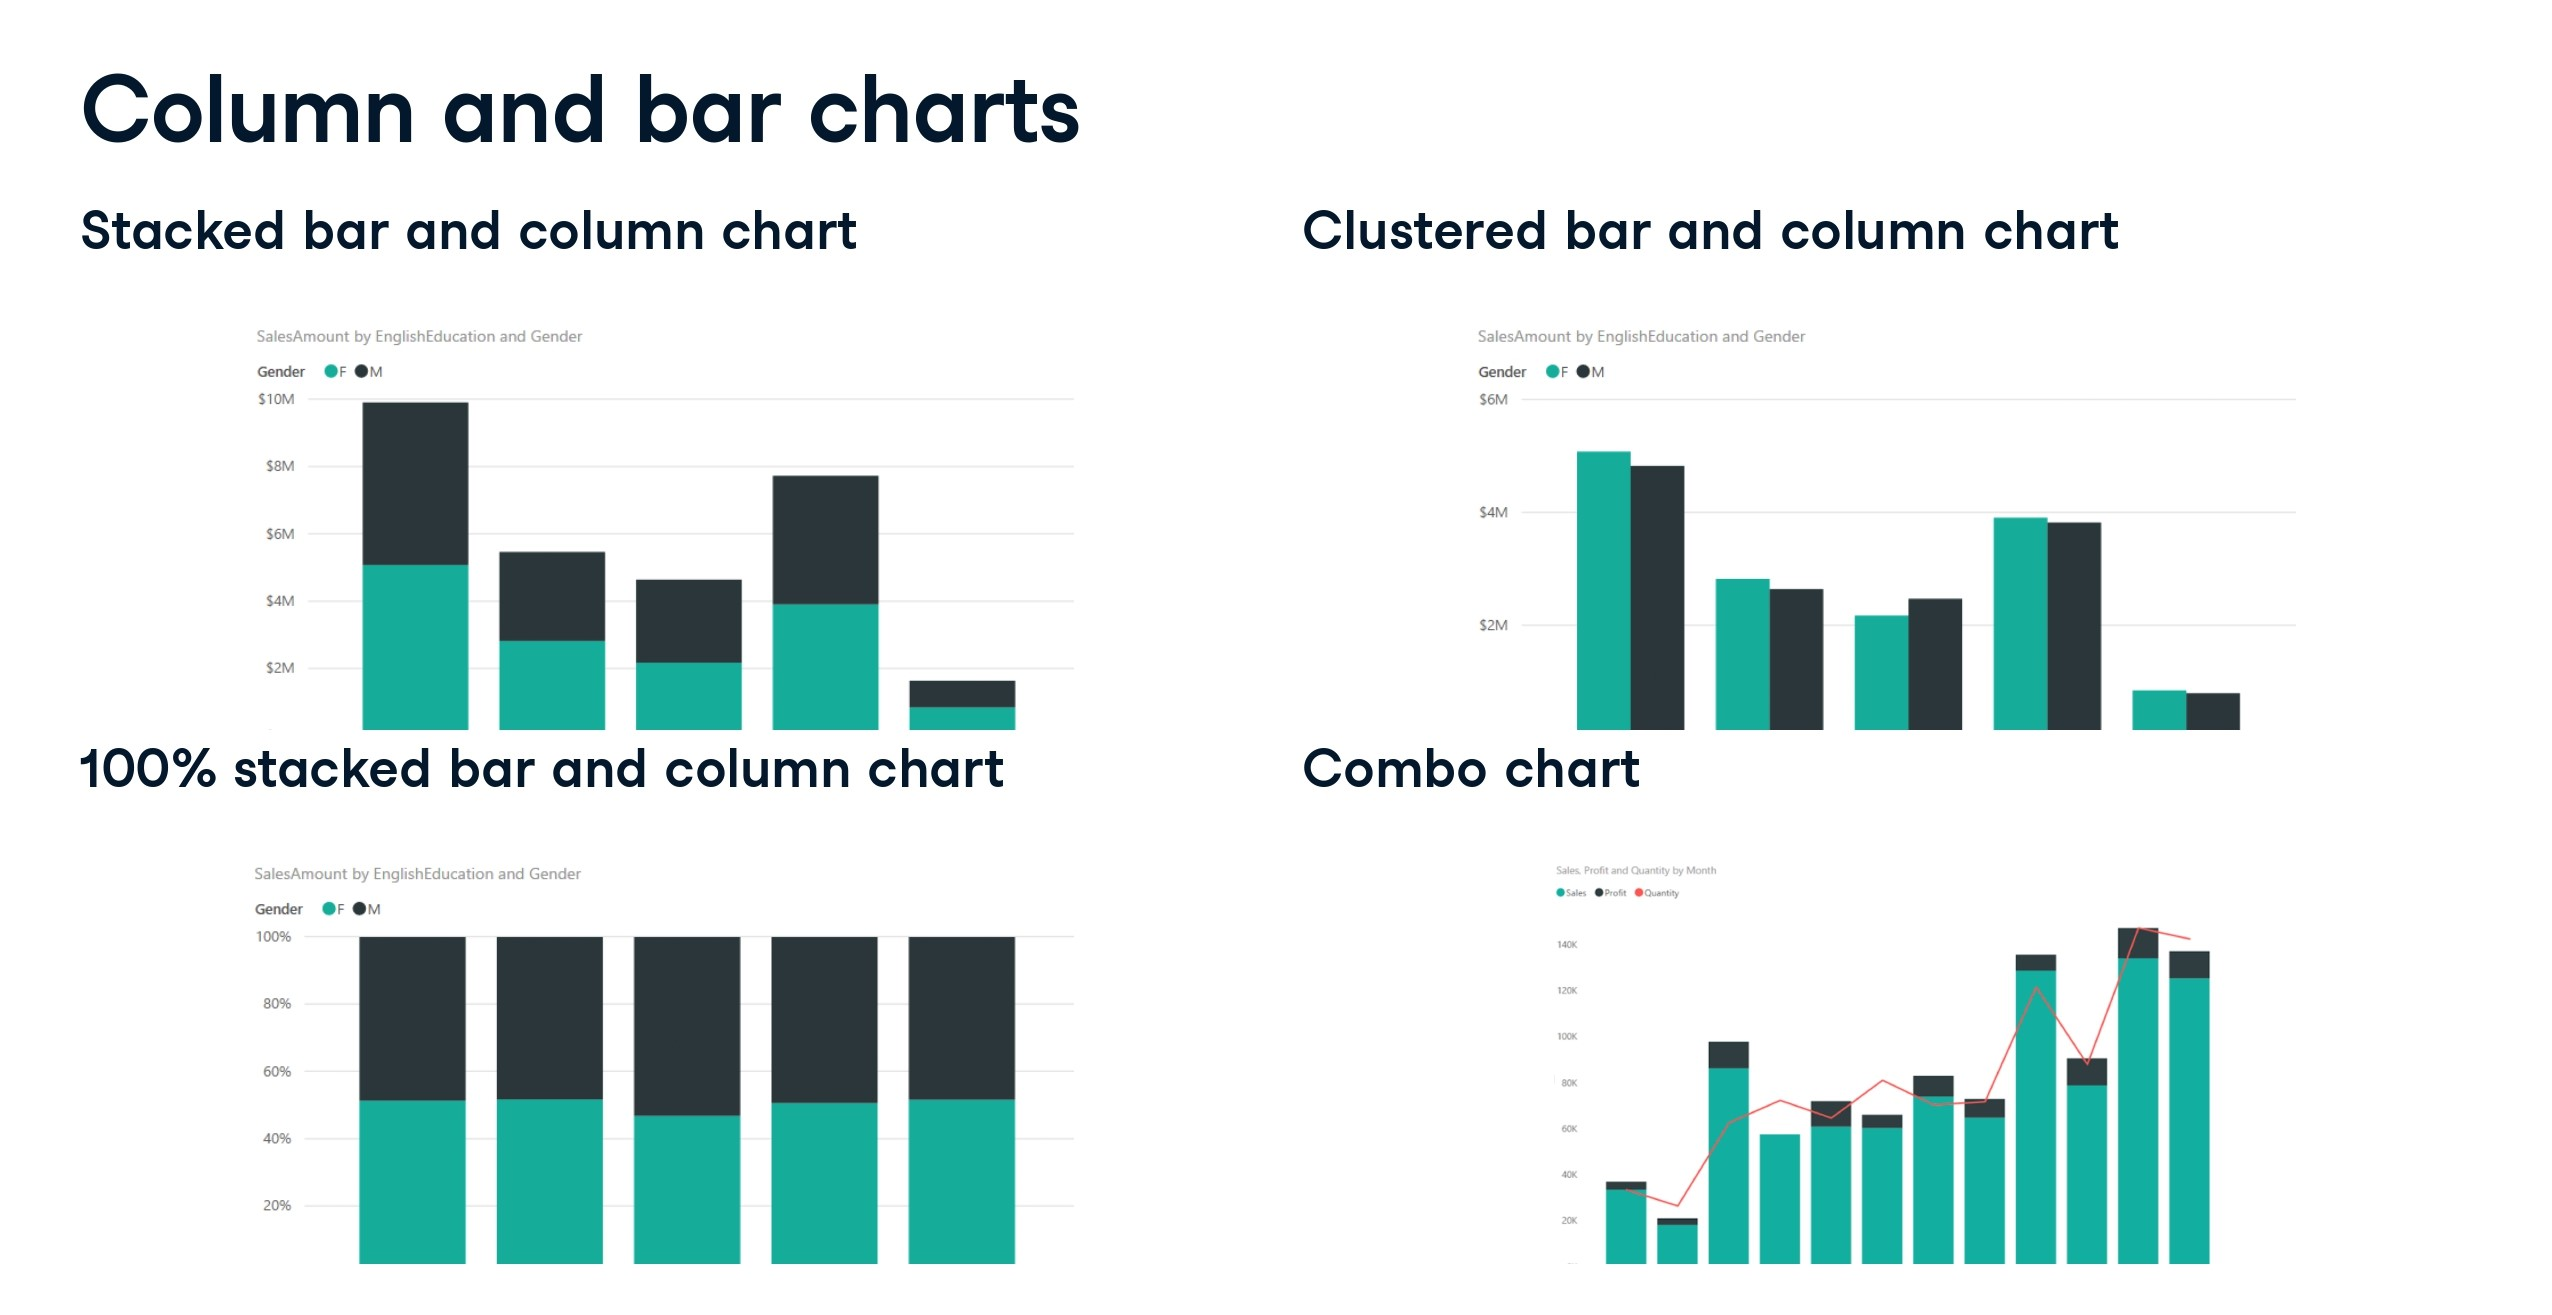 Column and bar charts
Stacked bar and column chart
SalesAmount by EnglishEducation and Gender
Gender F M
$10M
$8M
$6M
$4M
$2M
Clustered bar and column chart
SalesAmount by EnglishEducation and Gender
Gender F M
$6M
$4M
$2M
100% stacked bar and column chart
SalesAmount by EnglishEducation and Gender
Gender F M
100%
80%
60%
40%
20%
Combo chart
Sales, Profit and Quantity by Month
Sales Profit Quantity
140K
120K
100K
80K
60K
40K
20K